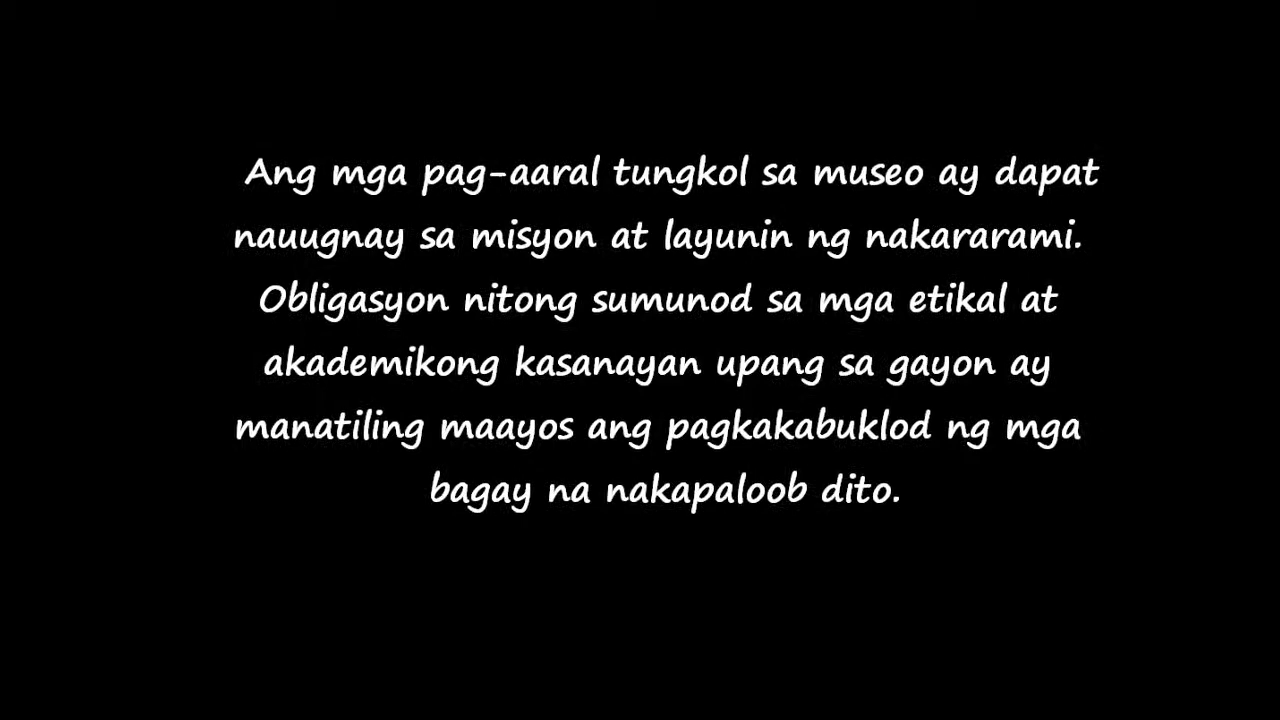 Ang mga pag-aaral tungkol sa museo ay dapat
nauugnay sa misyon at layunin ng nakararami.
Obligasyon nitong sumunod sa mga etikal at
akademikong kasanayan upang sa gayon ay
manatiling maayos ang pagkakabuklod ng mga
bagay na nakapaloob dito.